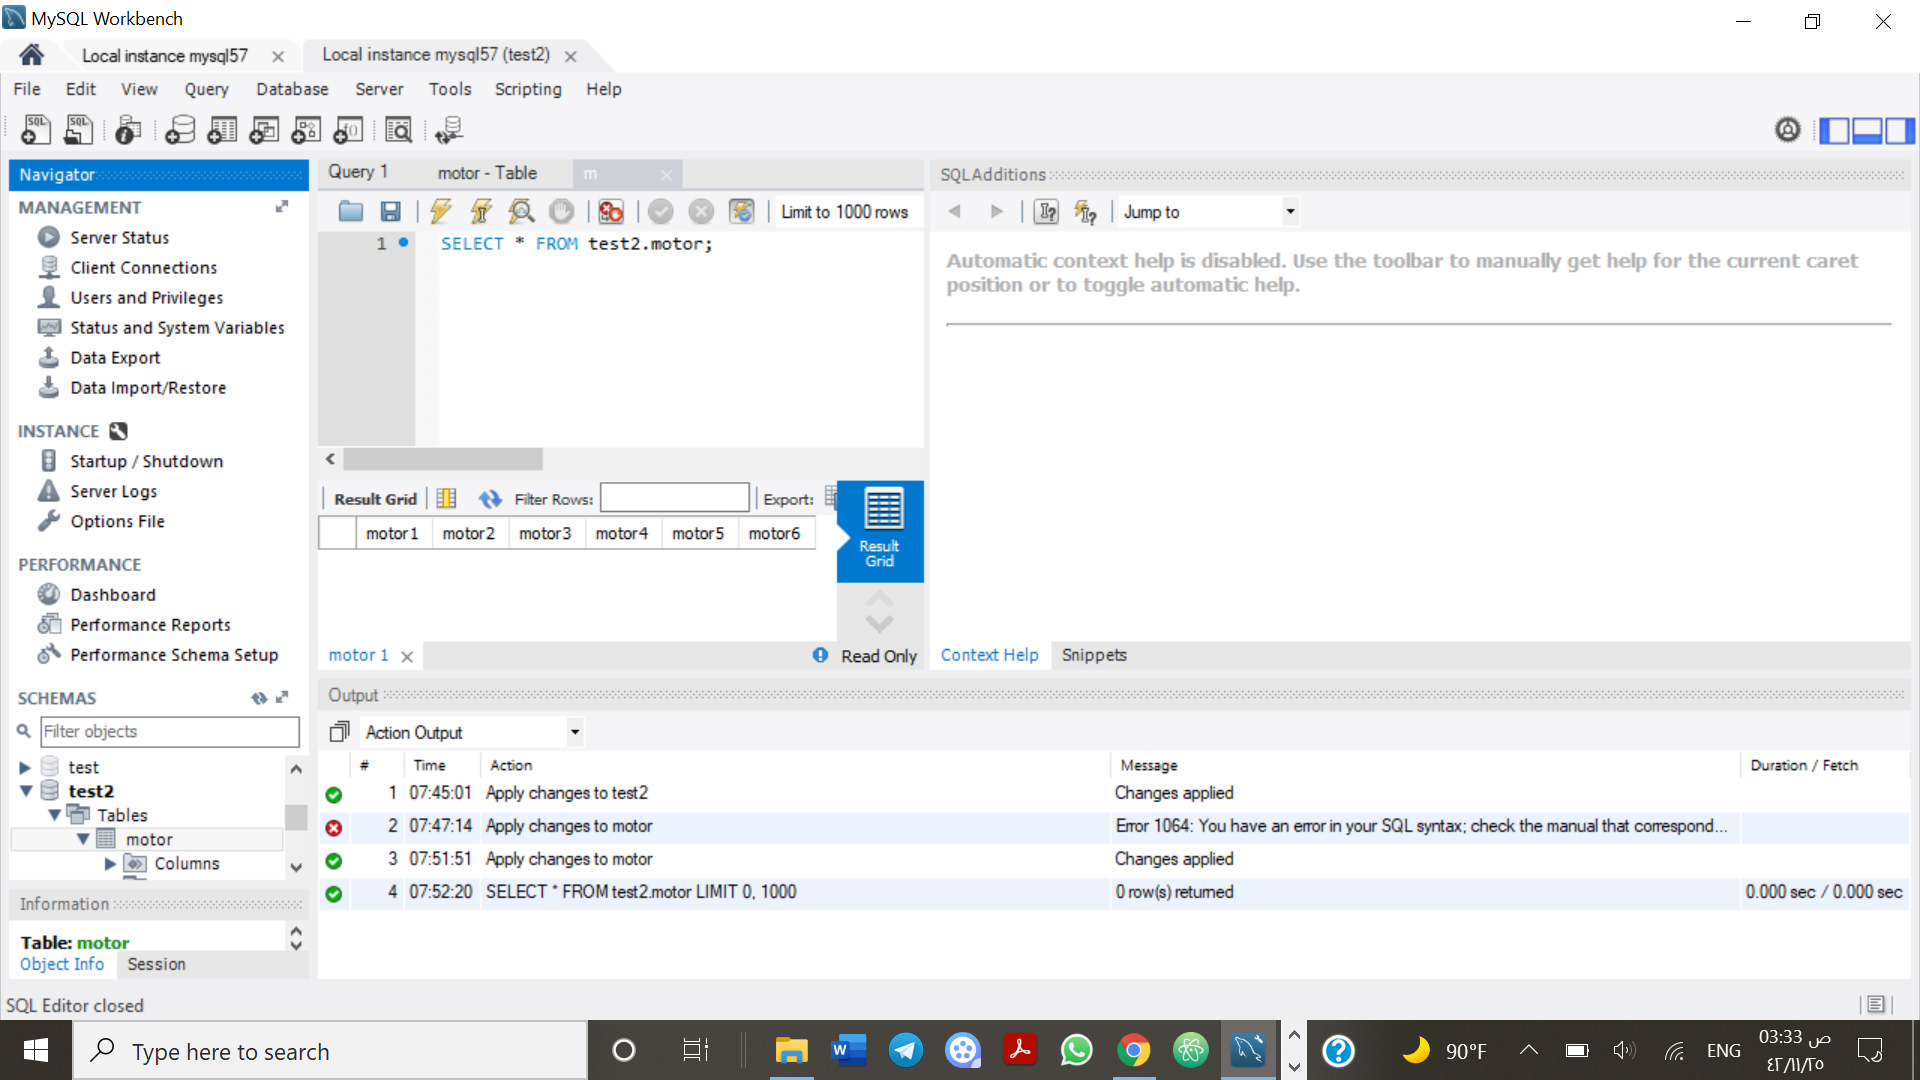 MySQL Workbench
Local instance mysql57
Local instance mysql57 (test2)
File Edit View Query Database Server Tools Scripting Help
Navigator
MANAGEMENT
Server Status
Client Connections
Users and Privileges
Status and System Variables
Data Export
Data Import/Restore
INSTANCE
Startup / Shutdown
Server Logs
Options File
PERFORMANCE
Dashboard
Performance Reports
Performance Schema Setup
SCHEMAS
Filter objects
test
test2
Tables
motor
Columns
Information
Table: motor
Object Info Session
Query 1 motor - Table m
Limit to 1000 rows
1 SELECT * FROM test2.motor;
Result Grid Filter Rows: Export:
motor1 motor2 motor3 motor4 motor5 motor6
Result
Grid
motor 1 Read Only
SQLAdditions
Jump to
Automatic context help is disabled. Use the toolbar to manually get help for the current caret
position or to toggle automatic help.
Context Help Snippets
Output
Action Output
# Time Action Message Duration / Fetch
1 07:45:01 Apply changes to test2 Changes applied
2 07:47:14 Apply changes to motor Error 1064: You have an error in your SQL syntax; check the manual that correspond...
3 07:51:51 Apply changes to motor Changes applied
4 07:52:20 SELECT * FROM test2.motor LIMIT 0, 1000 0 row(s) returned 0.000 sec / 0.000 sec
SQL Editor closed
Type here to search
90°F
ENG
03:33 ص
٤٢/١١/٢٥